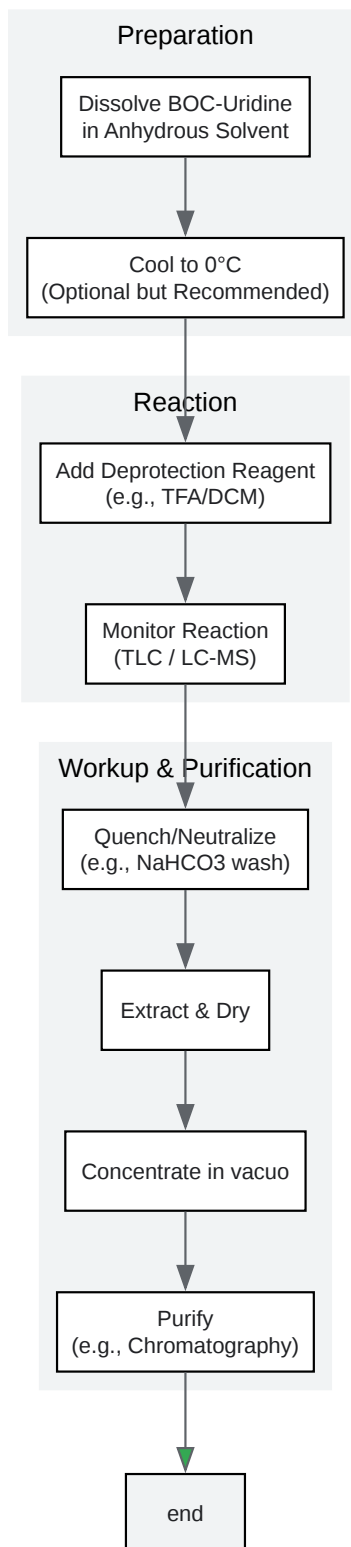 Preparation
Dissolve BOC-Uridine
in Anhydrous Solvent
Cool to 0°C
(Optional but Recommended)
Reaction
Add Deprotection Reagent
(e.g., TFA/DCM)
Monitor Reaction
(TLC / LC-MS)
Workup & Purification
Quench/Neutralize
(e.g., NaHCO3 wash)
Extract & Dry
Concentrate in vacuo
Purify
(e.g., Chromatography)
end